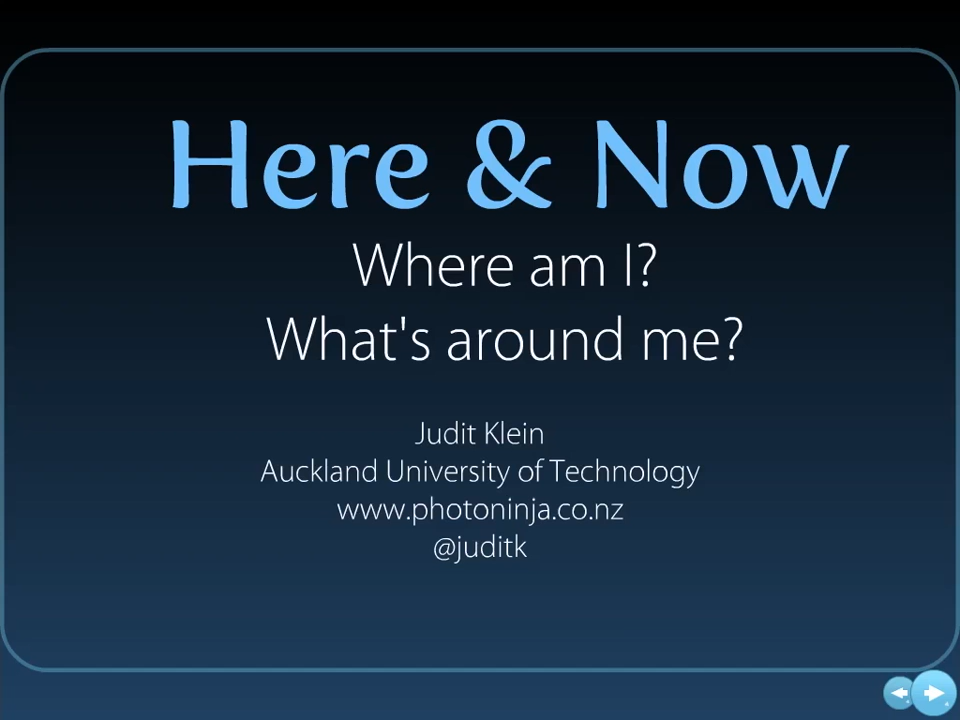 Here & Now
Where am I?
What's around me?
Judit Klein
Auckland University of Technology
www.photoninja.co.nz
@juditk